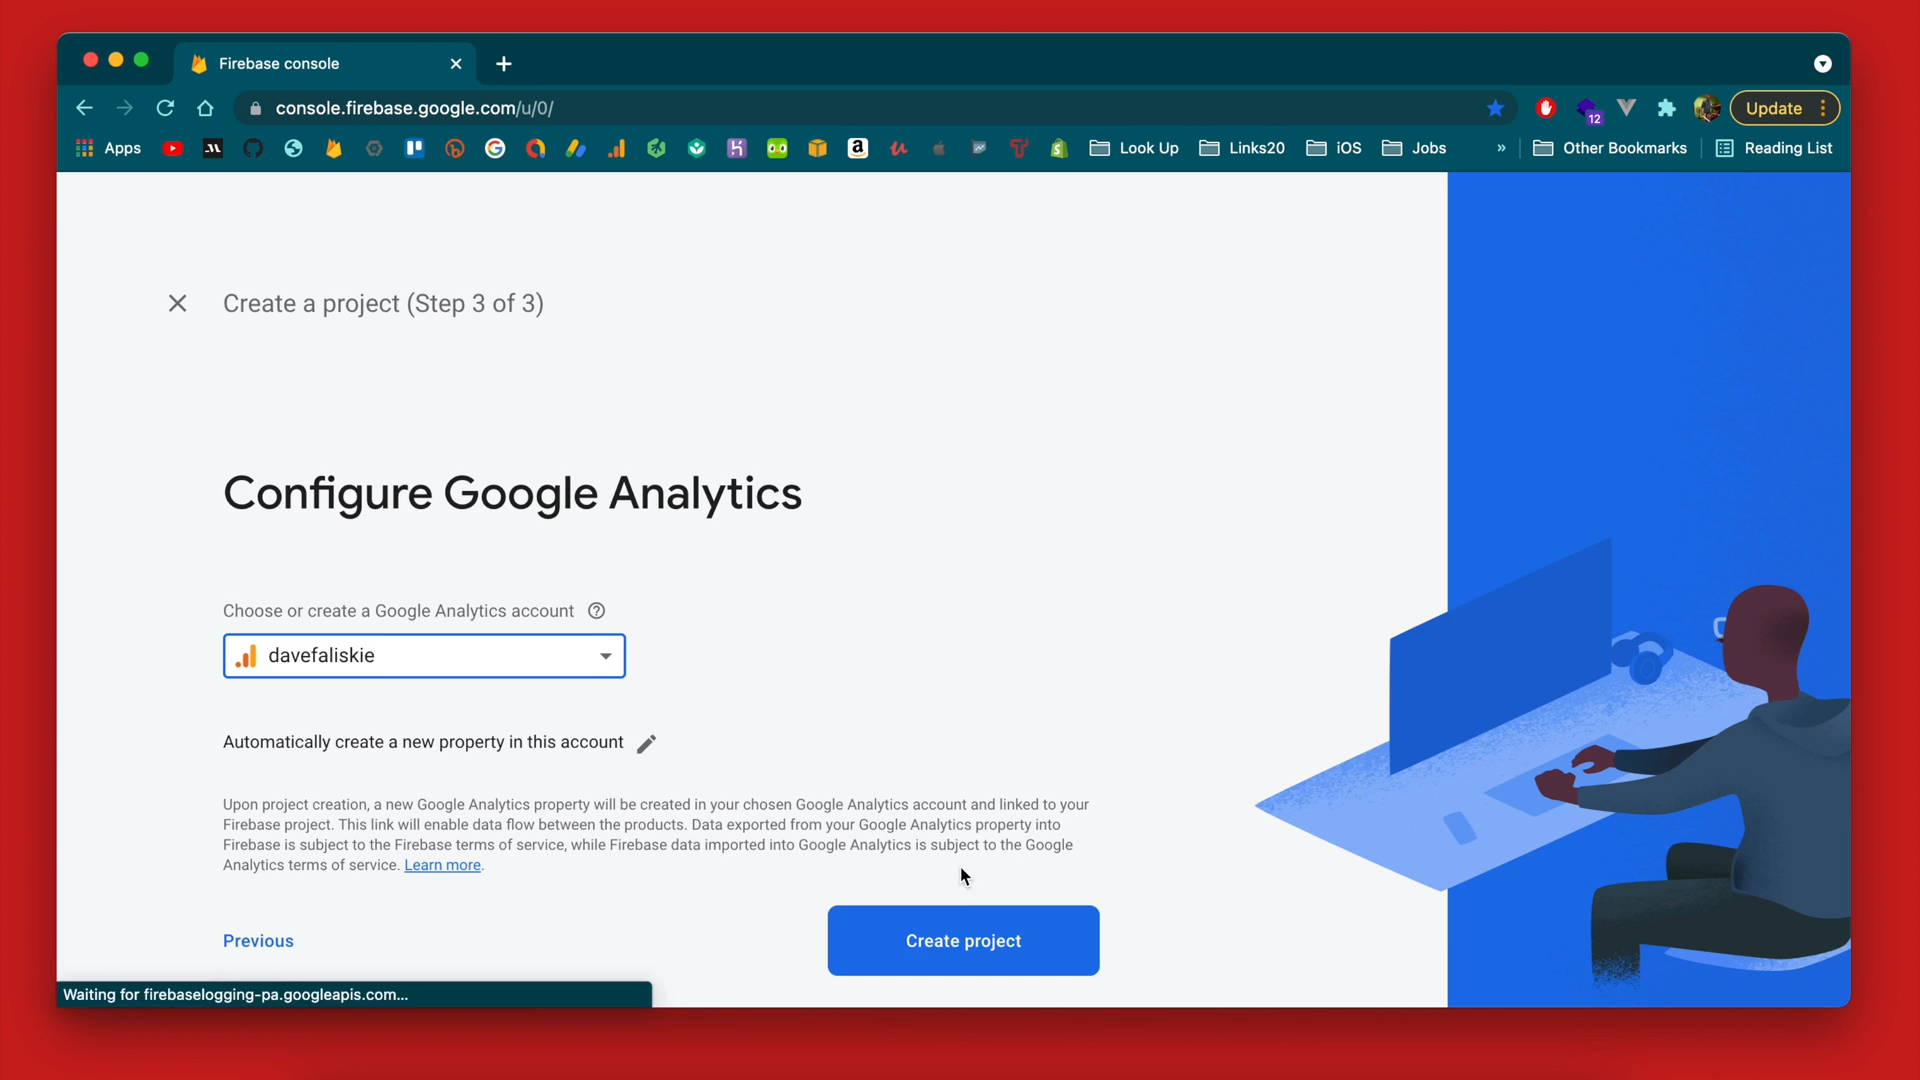 Firebase console
console.firebase.google.com/u/0/
12
Update
Apps
Look Up
Links20
iOS
Jobs
»
Other Bookmarks
Reading List
Create a project (Step 3 of 3)
Configure Google Analytics
Choose or create a Google Analytics account
davefaliskie
Automatically create a new property in this account
Upon project creation, a new Google Analytics property will be created in your chosen Google Analytics account and linked to your
Firebase project. This link will enable data flow between the products. Data exported from your Google Analytics property into
Firebase is subject to the Firebase terms of service, while Firebase data imported into Google Analytics is subject to the Google
Analytics terms of service. Learn more.
Previous
Create project
Waiting for firebaselogging-pa.googleapis.com...